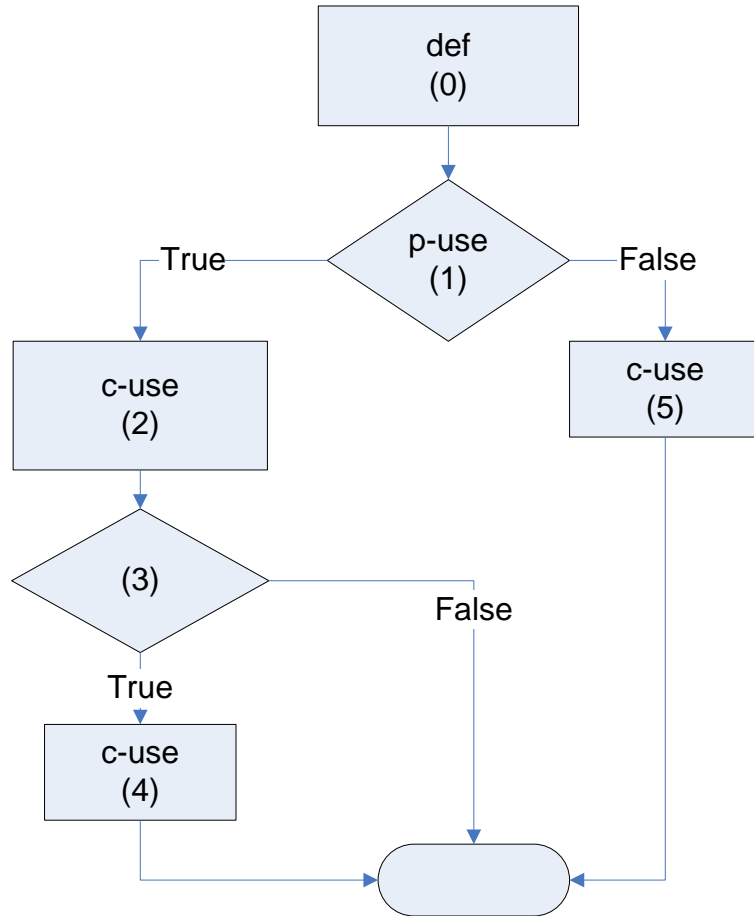 def
(0)
p-use
(1)
True
False
c-use
(2)
c-use
(5)
(3)
False
True
c-use
(4)